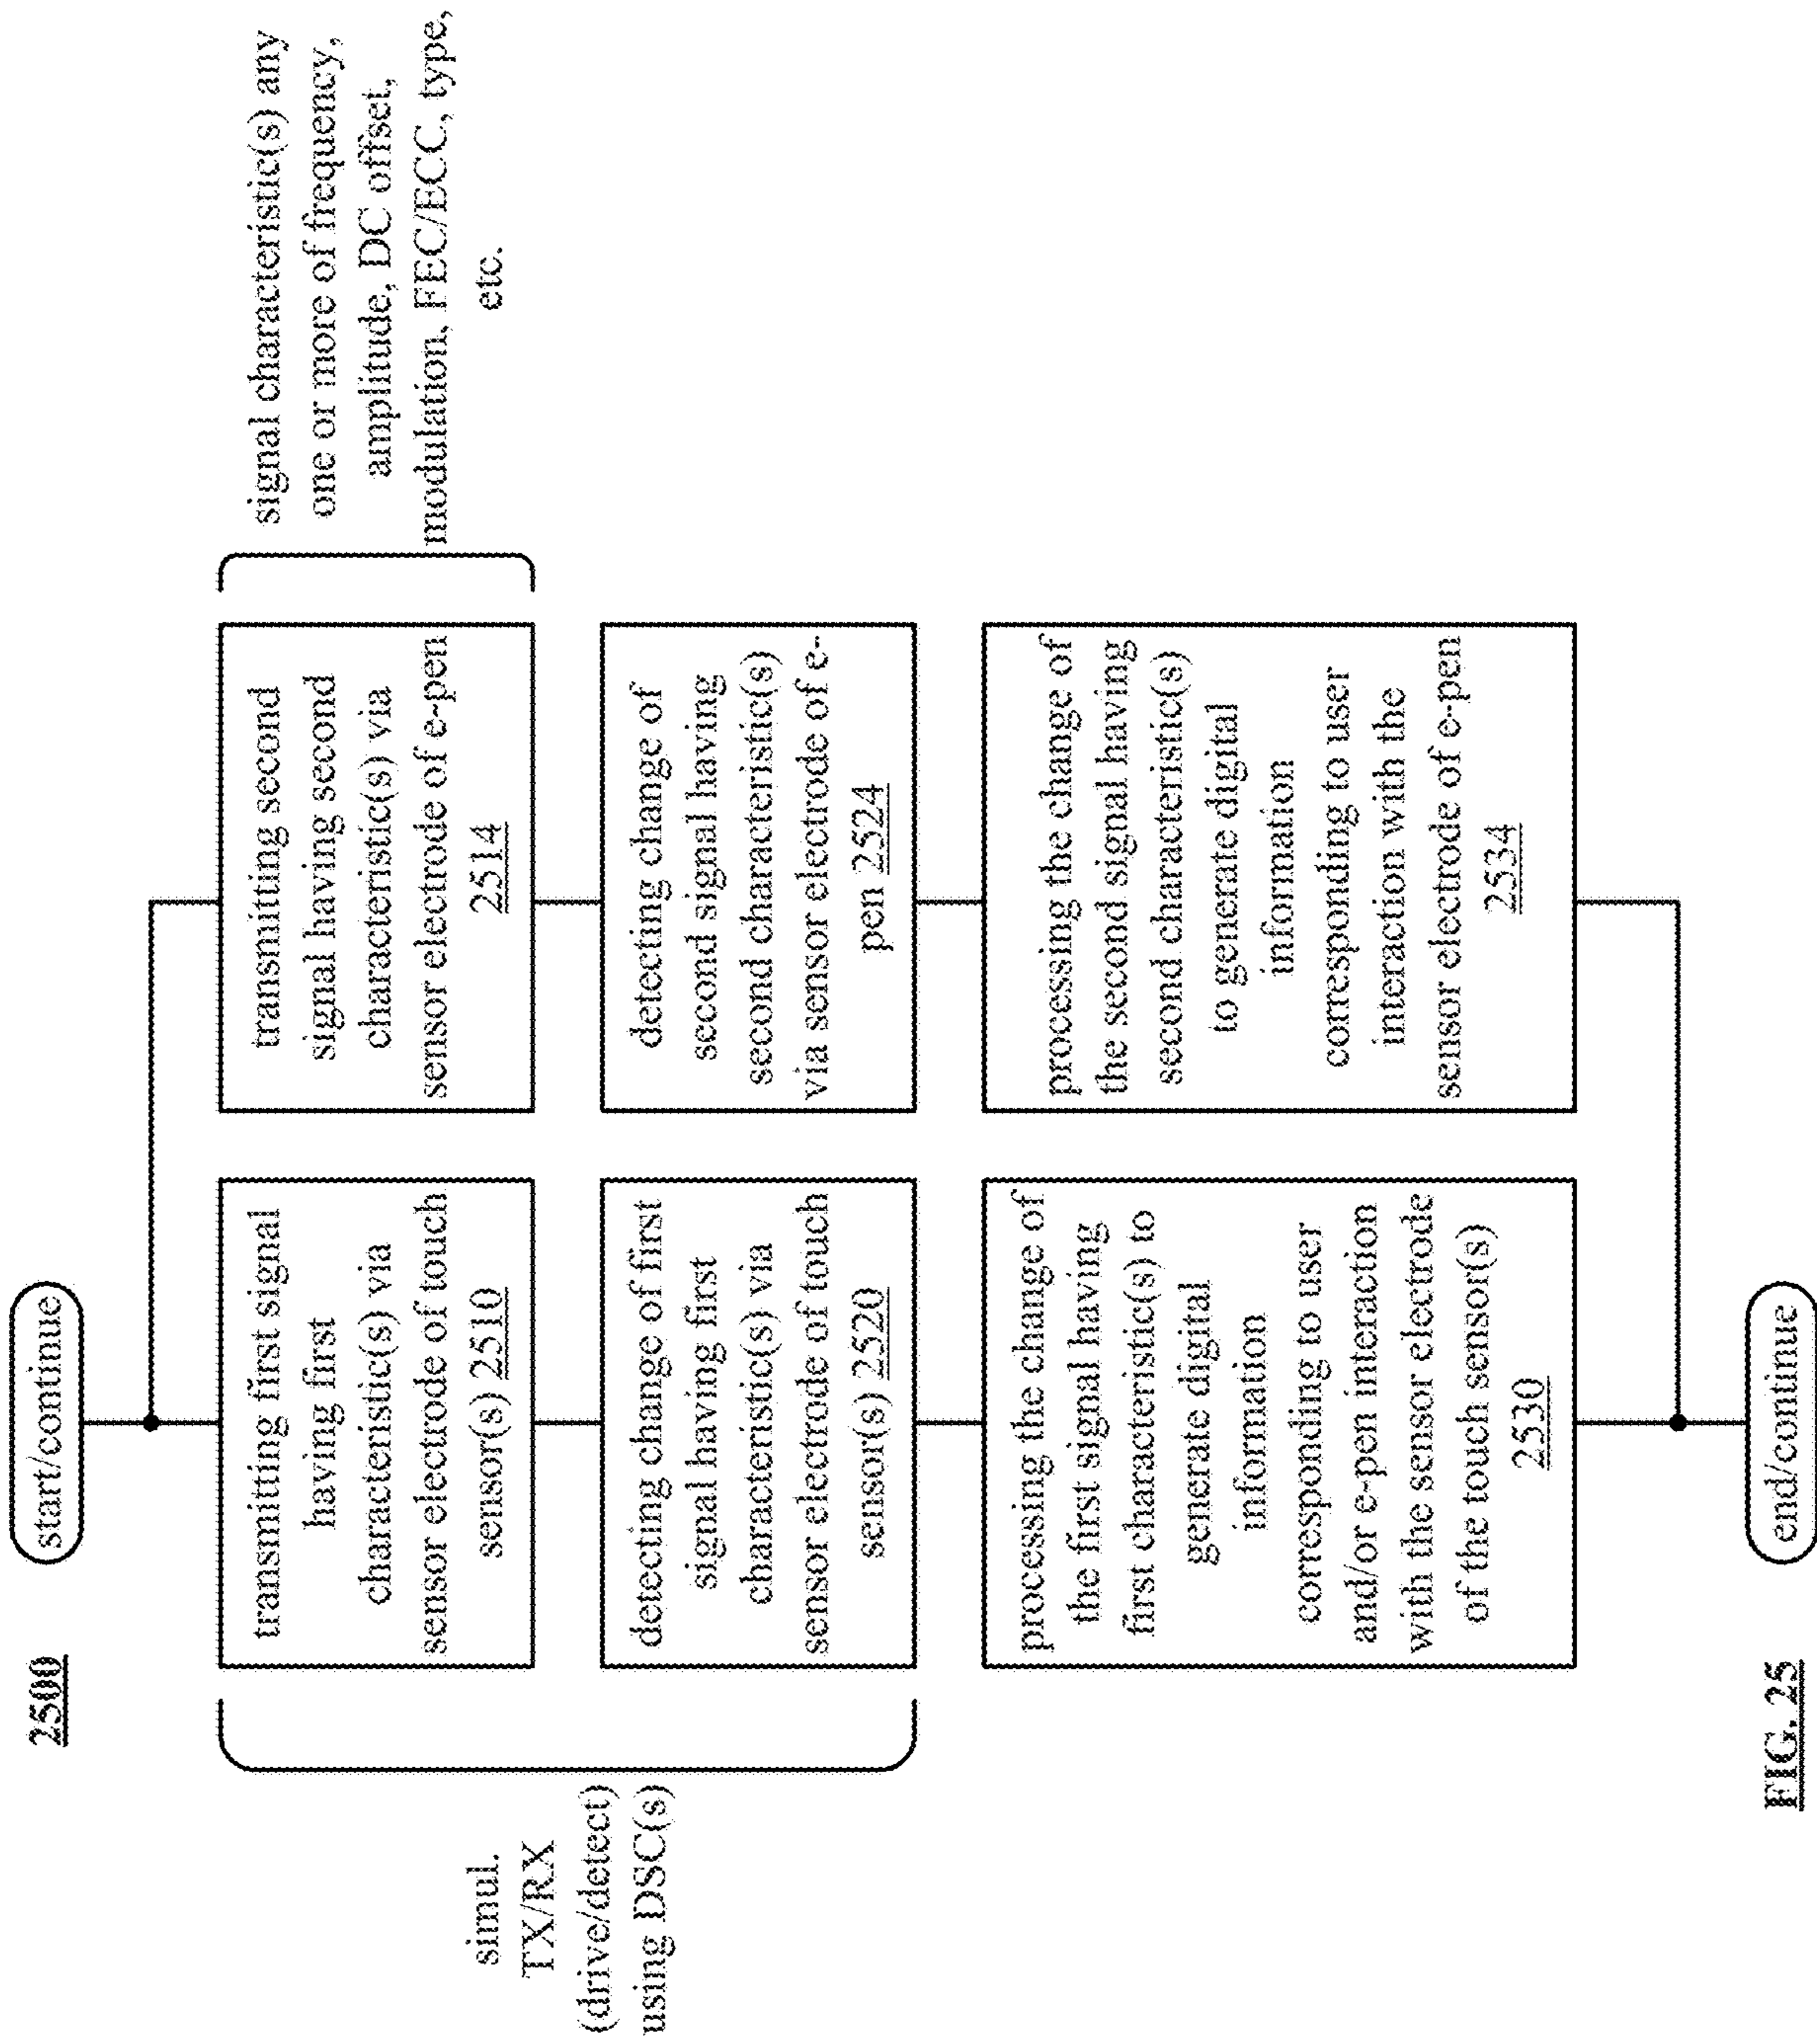 2500
start/continue
simul.
TX/RX
(drive/detect)
using DSC(s)
transmitting first signal
having first
characteristic(s) via
sensor electrode of touch
sensor(s) 2510
transmitting second
signal having second
characteristic(s) via
sensor electrode of e-pen
2514
signal characteristic(s) any
one or more of frequency,
amplitude, DC offset,
modulation, FEC/ECC, type,
etc.
detecting change of first
signal having first
characteristic(s) via
sensor electrode of touch
sensor(s) 2520
detecting change of
second signal having
second characteristic(s)
via sensor electrode of e-
pen 2524
processing the change of
the first signal having
first characteristic(s) to
generate digital
information
corresponding to user
and/or e-pen interaction
with the sensor electrode
of the touch sensor(s)
2530
processing the change of
the second signal having
second characteristic(s)
to generate digital
information
corresponding to user
interaction with the
sensor electrode of e-pen
2534
end/continue
FIG. 25